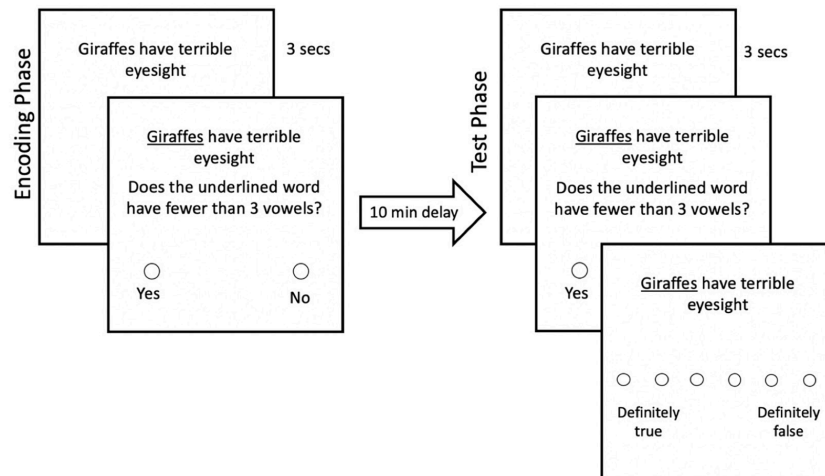 Encoding Phase
Giraffes have terrible
eyesight
3 secs
Giraffes have terrible
eyesight
Does the underlined word
have fewer than 3 vowels?
Yes
No
10 min delay
Test Phase
Giraffes have terrible
eyesight
3 secs
Giraffes have terrible
eyesight
Does the underlined word
have fewer than 3 vowels?
Yes
Giraffes have terrible
eyesight
Definitely
true
Definitely
false